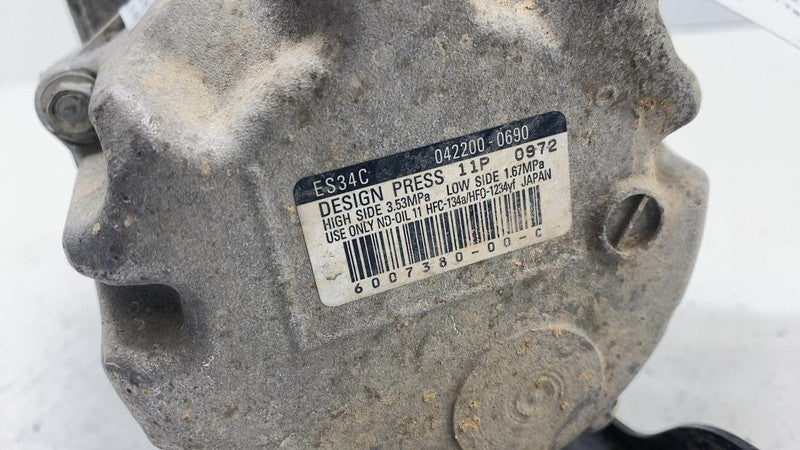 ES34C 042200-0690
DESIGN PRESS 11P 0972
HIGH SIDE 3.53MPa LOW SIDE 1.67MPa
USE ONLY ND-OIL 11 HFC-134a/HFO-1234yf JAPAN
6007380-00-C